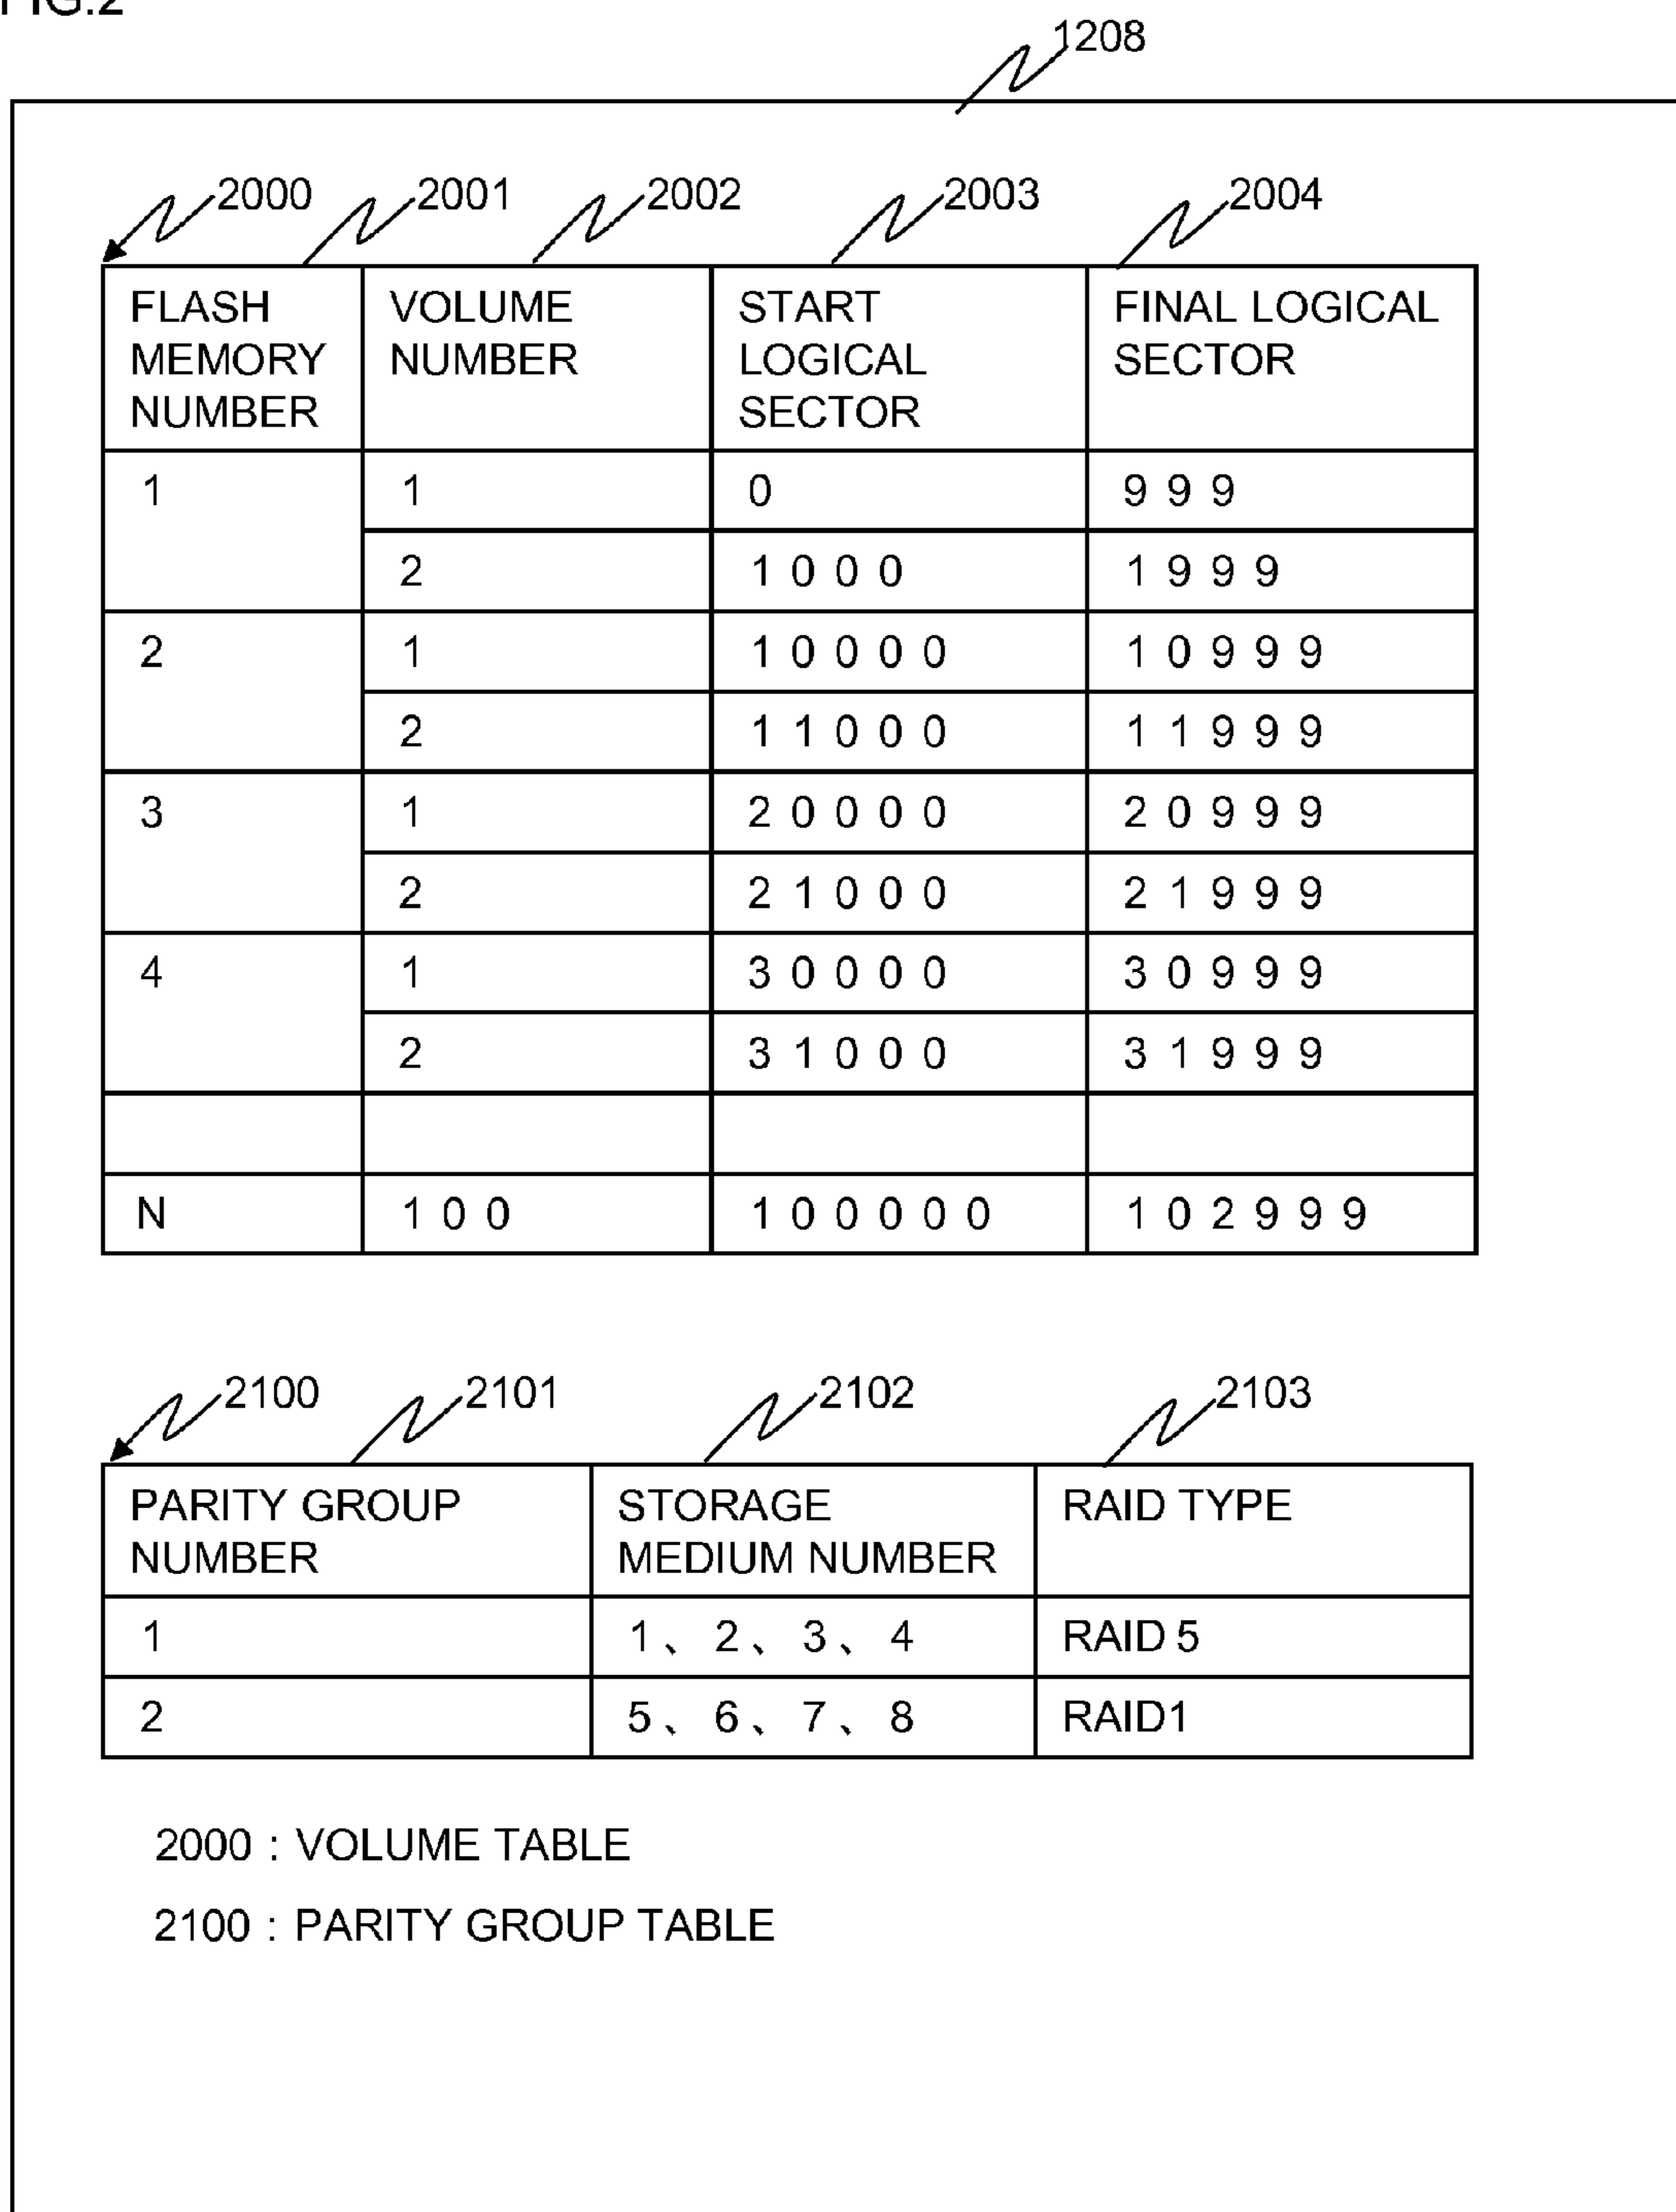 FIG.2
1208
2000 2001 2002 2003 2004
FLASH MEMORY NUMBER VOLUME NUMBER START LOGICAL SECTOR FINAL LOGICAL SECTOR
1 1 0 999
2 1000 1999
2 1 10000 10999
2 11000 11999
3 1 20000 20999
2 21000 21999
4 1 30000 30999
2 31000 31999
N 100 100000 102999
2100 2101 2102 2103
PARITY GROUP NUMBER STORAGE MEDIUM NUMBER RAID TYPE
1 1、2、3、4 RAID 5
2 5、6、7、8 RAID1
2000 : VOLUME TABLE
2100 : PARITY GROUP TABLE